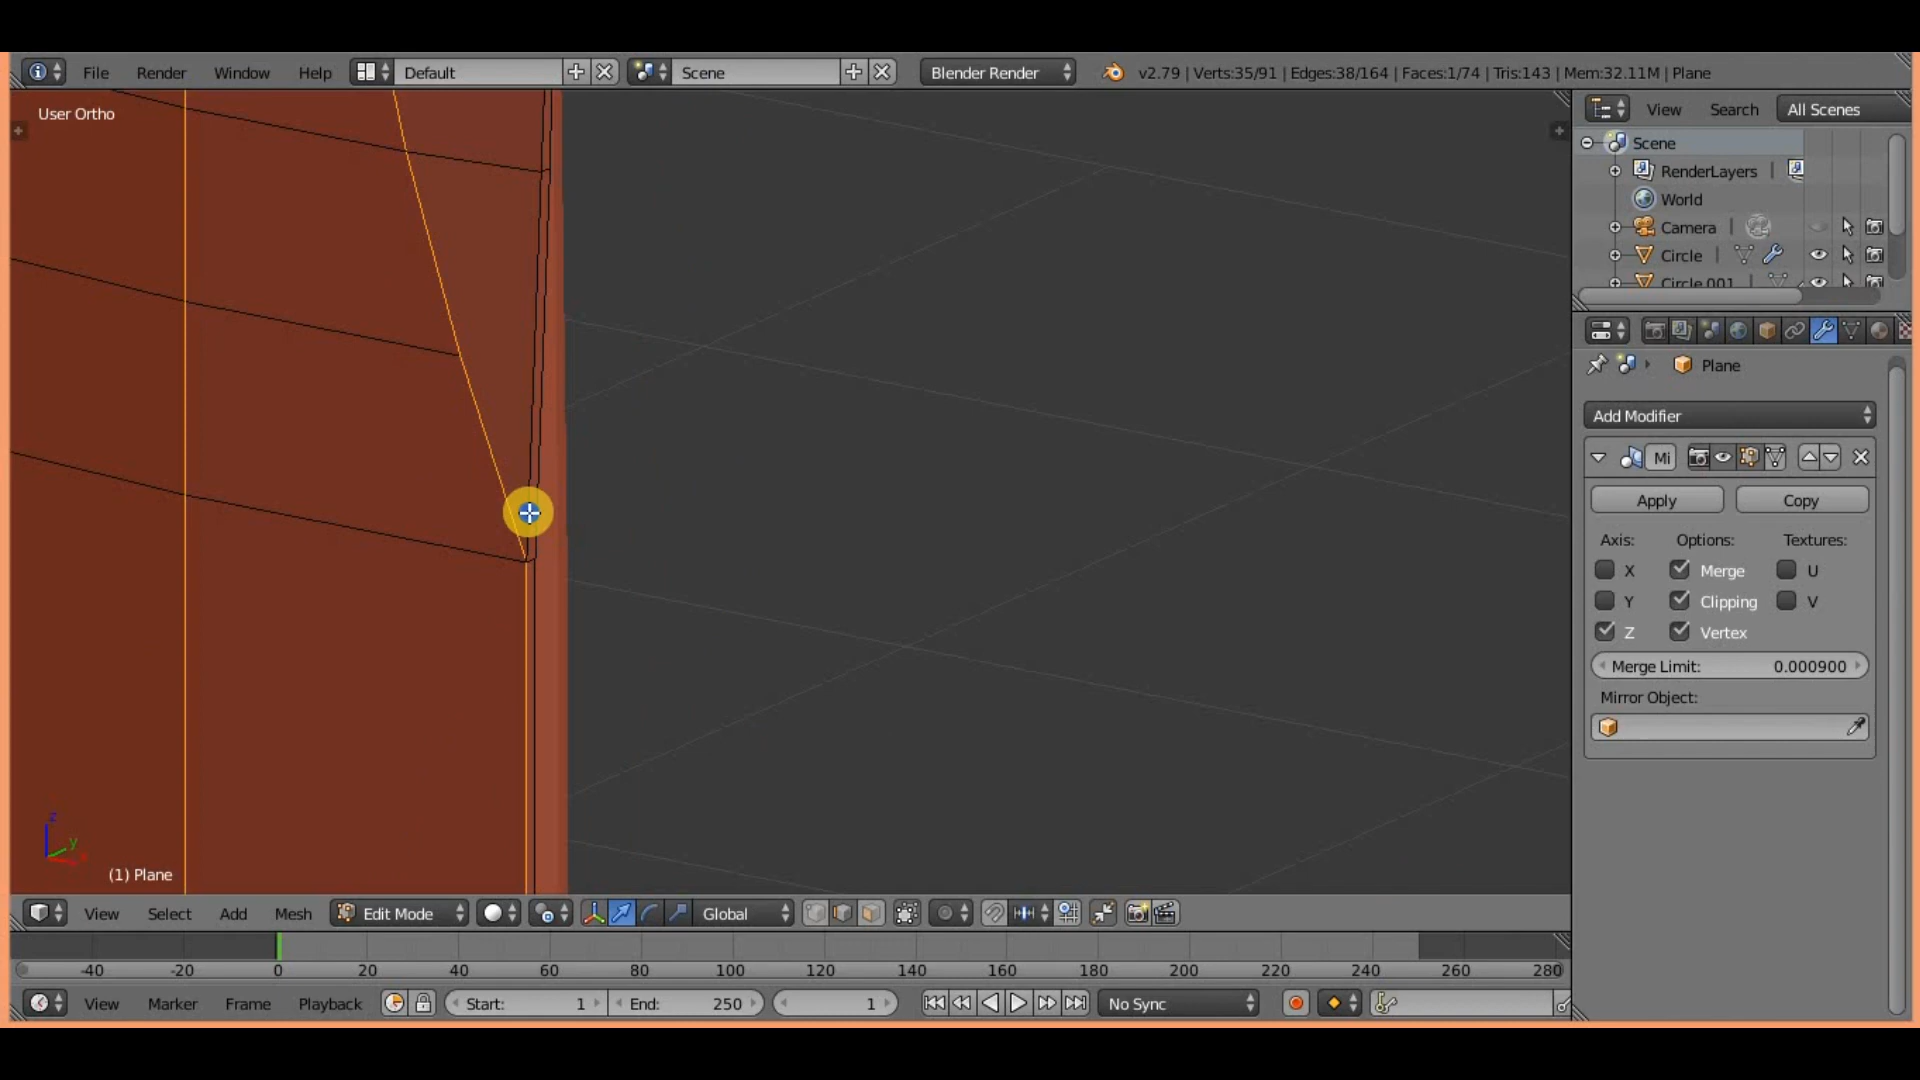 File Render Window Help Default Scene Blender Render v2.79 | Verts:35/91 | Edges:38/164 | Faces:1/74 | Tris:143 | Mem:32.11M | Plane
User Ortho
View Search All Scenes
Scene
RenderLayers |
World
Camera |
Circle |
Circle.001 |
Plane
Add Modifier
Mi
Apply Copy
Axis: Options: Textures:
X Merge U
Y Clipping V
Z Vertex
Merge Limit: 0.000900
Mirror Object:
z
y
x
(1) Plane
View Select Add Mesh Edit Mode Global
-40 -20 0 20 40 60 80 100 120 140 160 180 200 220 240 260 280
View Marker Frame Playback Start: 1 End: 250 1 No Sync